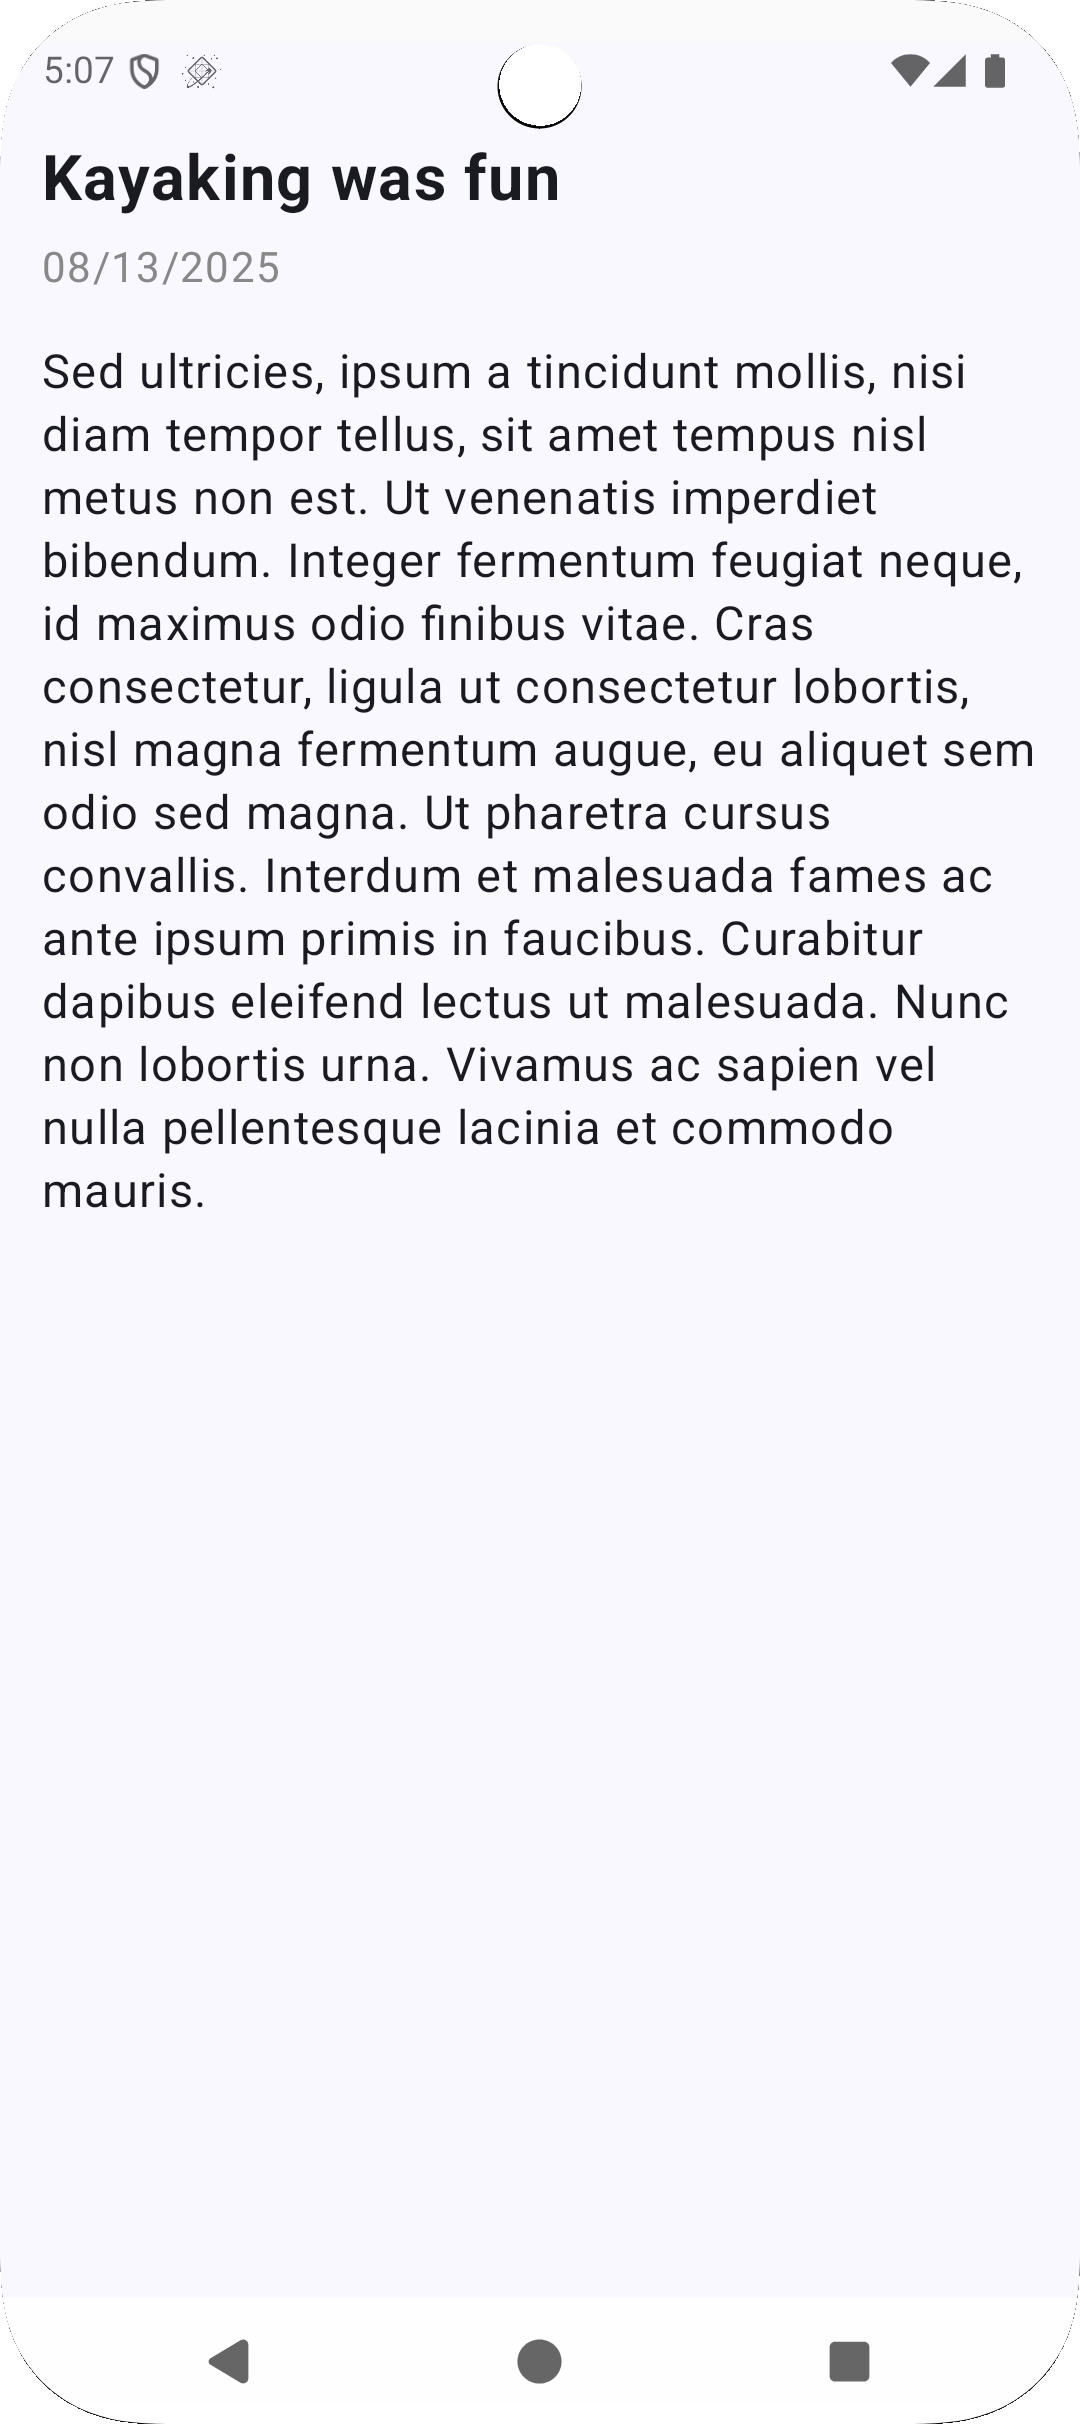 5:07
Kayaking was fun
08/13/2025
Sed ultricies, ipsum a tincidunt mollis, nisi
diam tempor tellus, sit amet tempus nisl
metus non est. Ut venenatis imperdiet
bibendum. Integer fermentum feugiat neque,
id maximus odio finibus vitae. Cras
consectetur, ligula ut consectetur lobortis,
nisl magna fermentum augue, eu aliquet sem
odio sed magna. Ut pharetra cursus
convallis. Interdum et malesuada fames ac
ante ipsum primis in faucibus. Curabitur
dapibus eleifend lectus ut malesuada. Nunc
non lobortis urna. Vivamus ac sapien vel
nulla pellentesque lacinia et commodo
mauris.